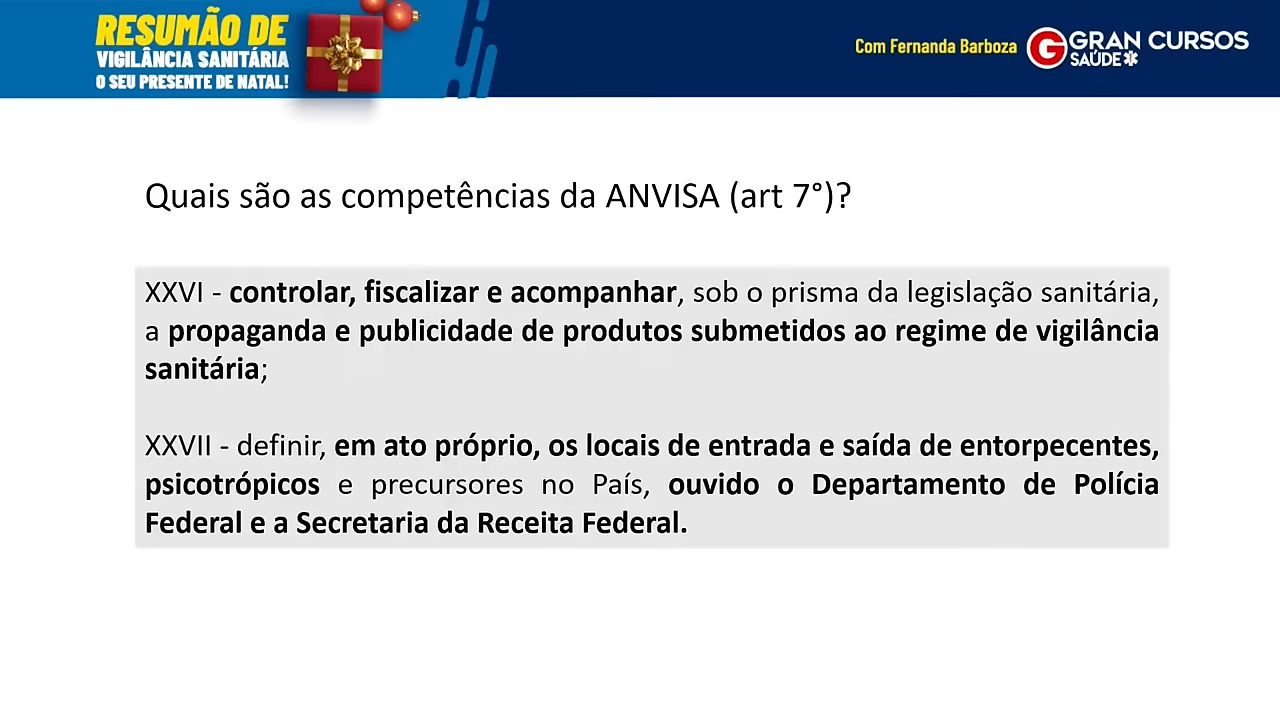 RESUMÃO DE
VIGILÂNCIA SANITÁRIA
O SEU PRESENTE DE NATAL!
Com Fernanda Barboza
G GRAN CURSOS
SAÚDE
Quais são as competências da ANVISA (art 7°)?
XXVI - controlar, fiscalizar e acompanhar, sob o prisma da legislação sanitária,
a propaganda e publicidade de produtos submetidos ao regime de vigilância
sanitária;
XXVII - definir, em ato próprio, os locais de entrada e saída de entorpecentes,
psicotrópicos e precursores no País, ouvido o Departamento de Polícia
Federal e a Secretaria da Receita Federal.